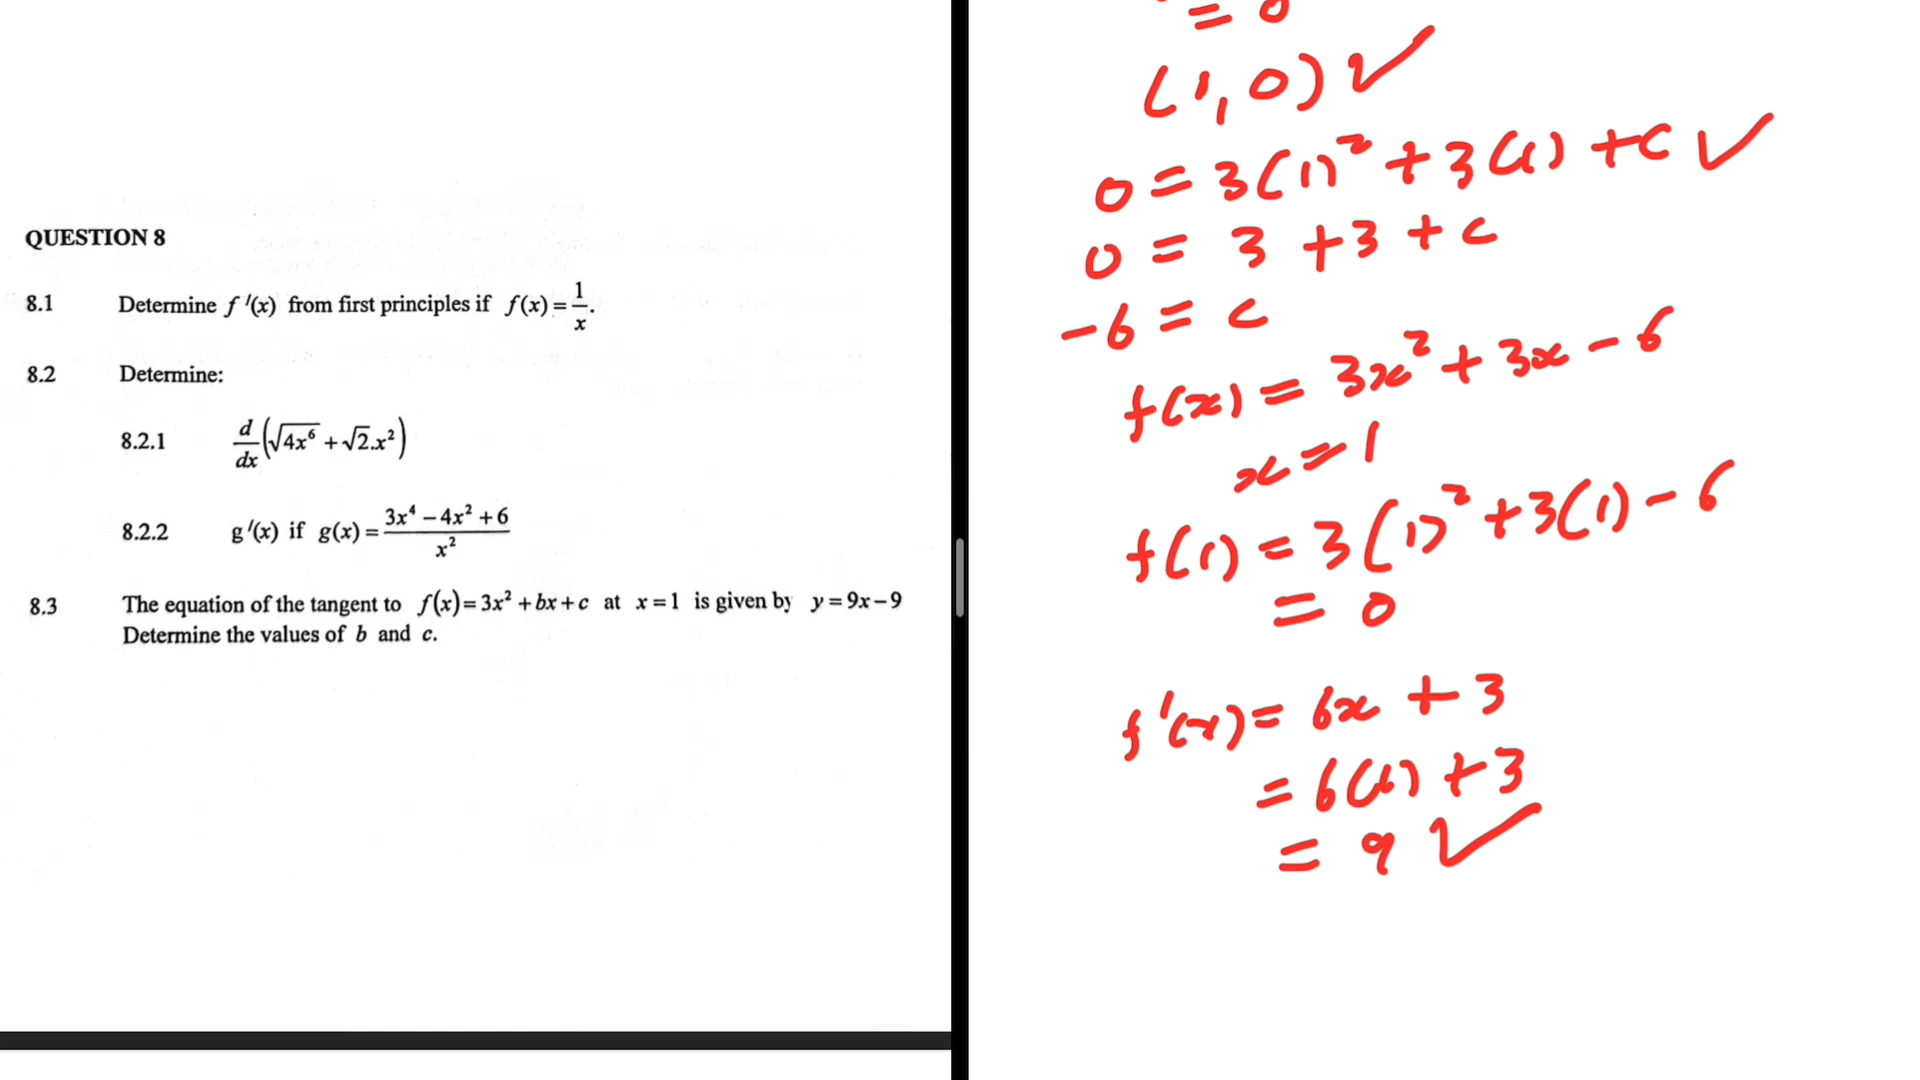 QUESTION 8
8.1 Determine f '(x) from first principles if f(x) = 1/x.
8.2 Determine:
8.2.1 d/dx (√4x⁶ + √2.x²)
8.2.2 g'(x) if g(x) = (3x⁴ – 4x² + 6)/x²
8.3 The equation of the tangent to f(x) = 3x² + bx + c at x = 1 is given by y = 9x – 9
Determine the values of b and c.
= 0
(1,0) ✓
0 = 3(1)² + 3(1) + c ✓
0 = 3 + 3 + c
-6 = c
f(x) = 3x² + 3x - 6
x = 1
f(1) = 3(1)² + 3(1) - 6
= 0
f'(x) = 6x + 3
= 6(1) + 3
= 9 ✓